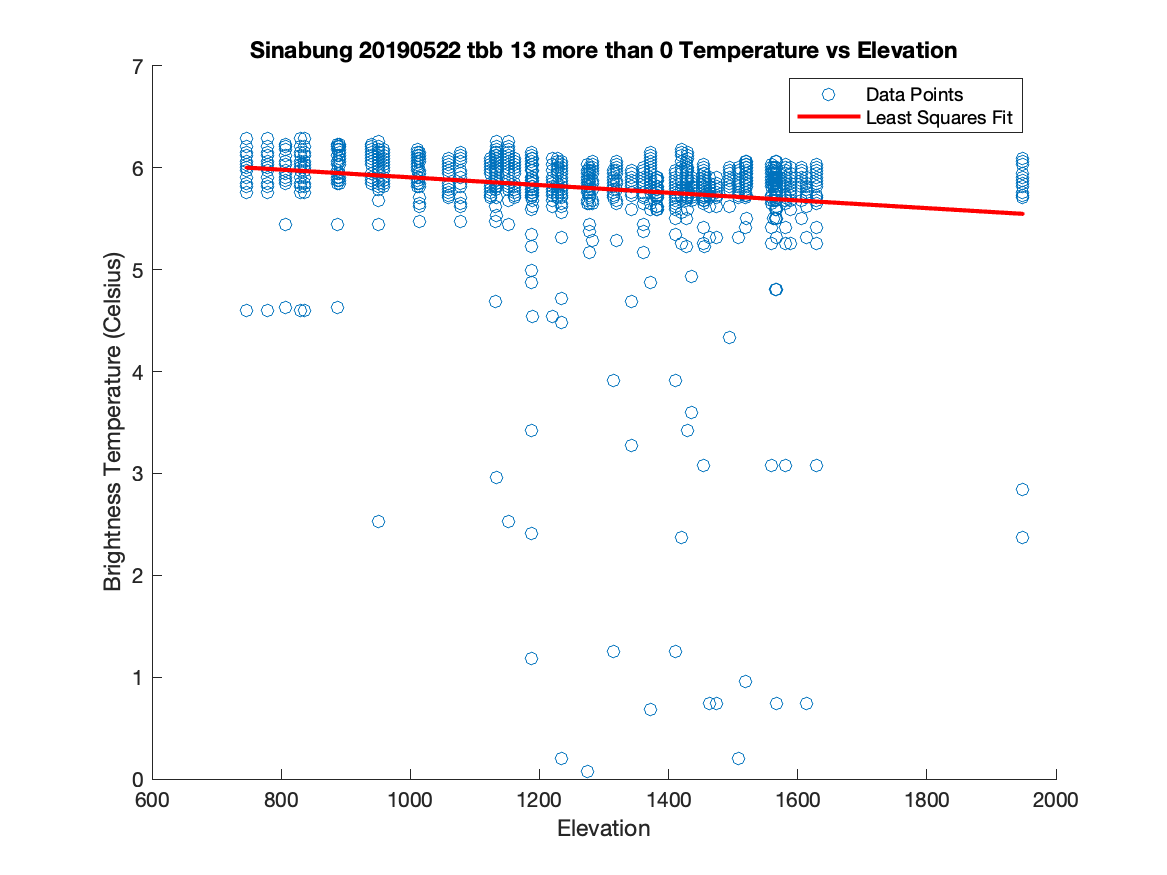 Sinabung 20190522 tbb 13 more than 0 Temperature vs Elevation
Data Points
Least Squares Fit
Brightness Temperature (Celsius)
7
6
5
4
3
2
1
0
600 800 1000 1200 1400 1600 1800 2000
Elevation